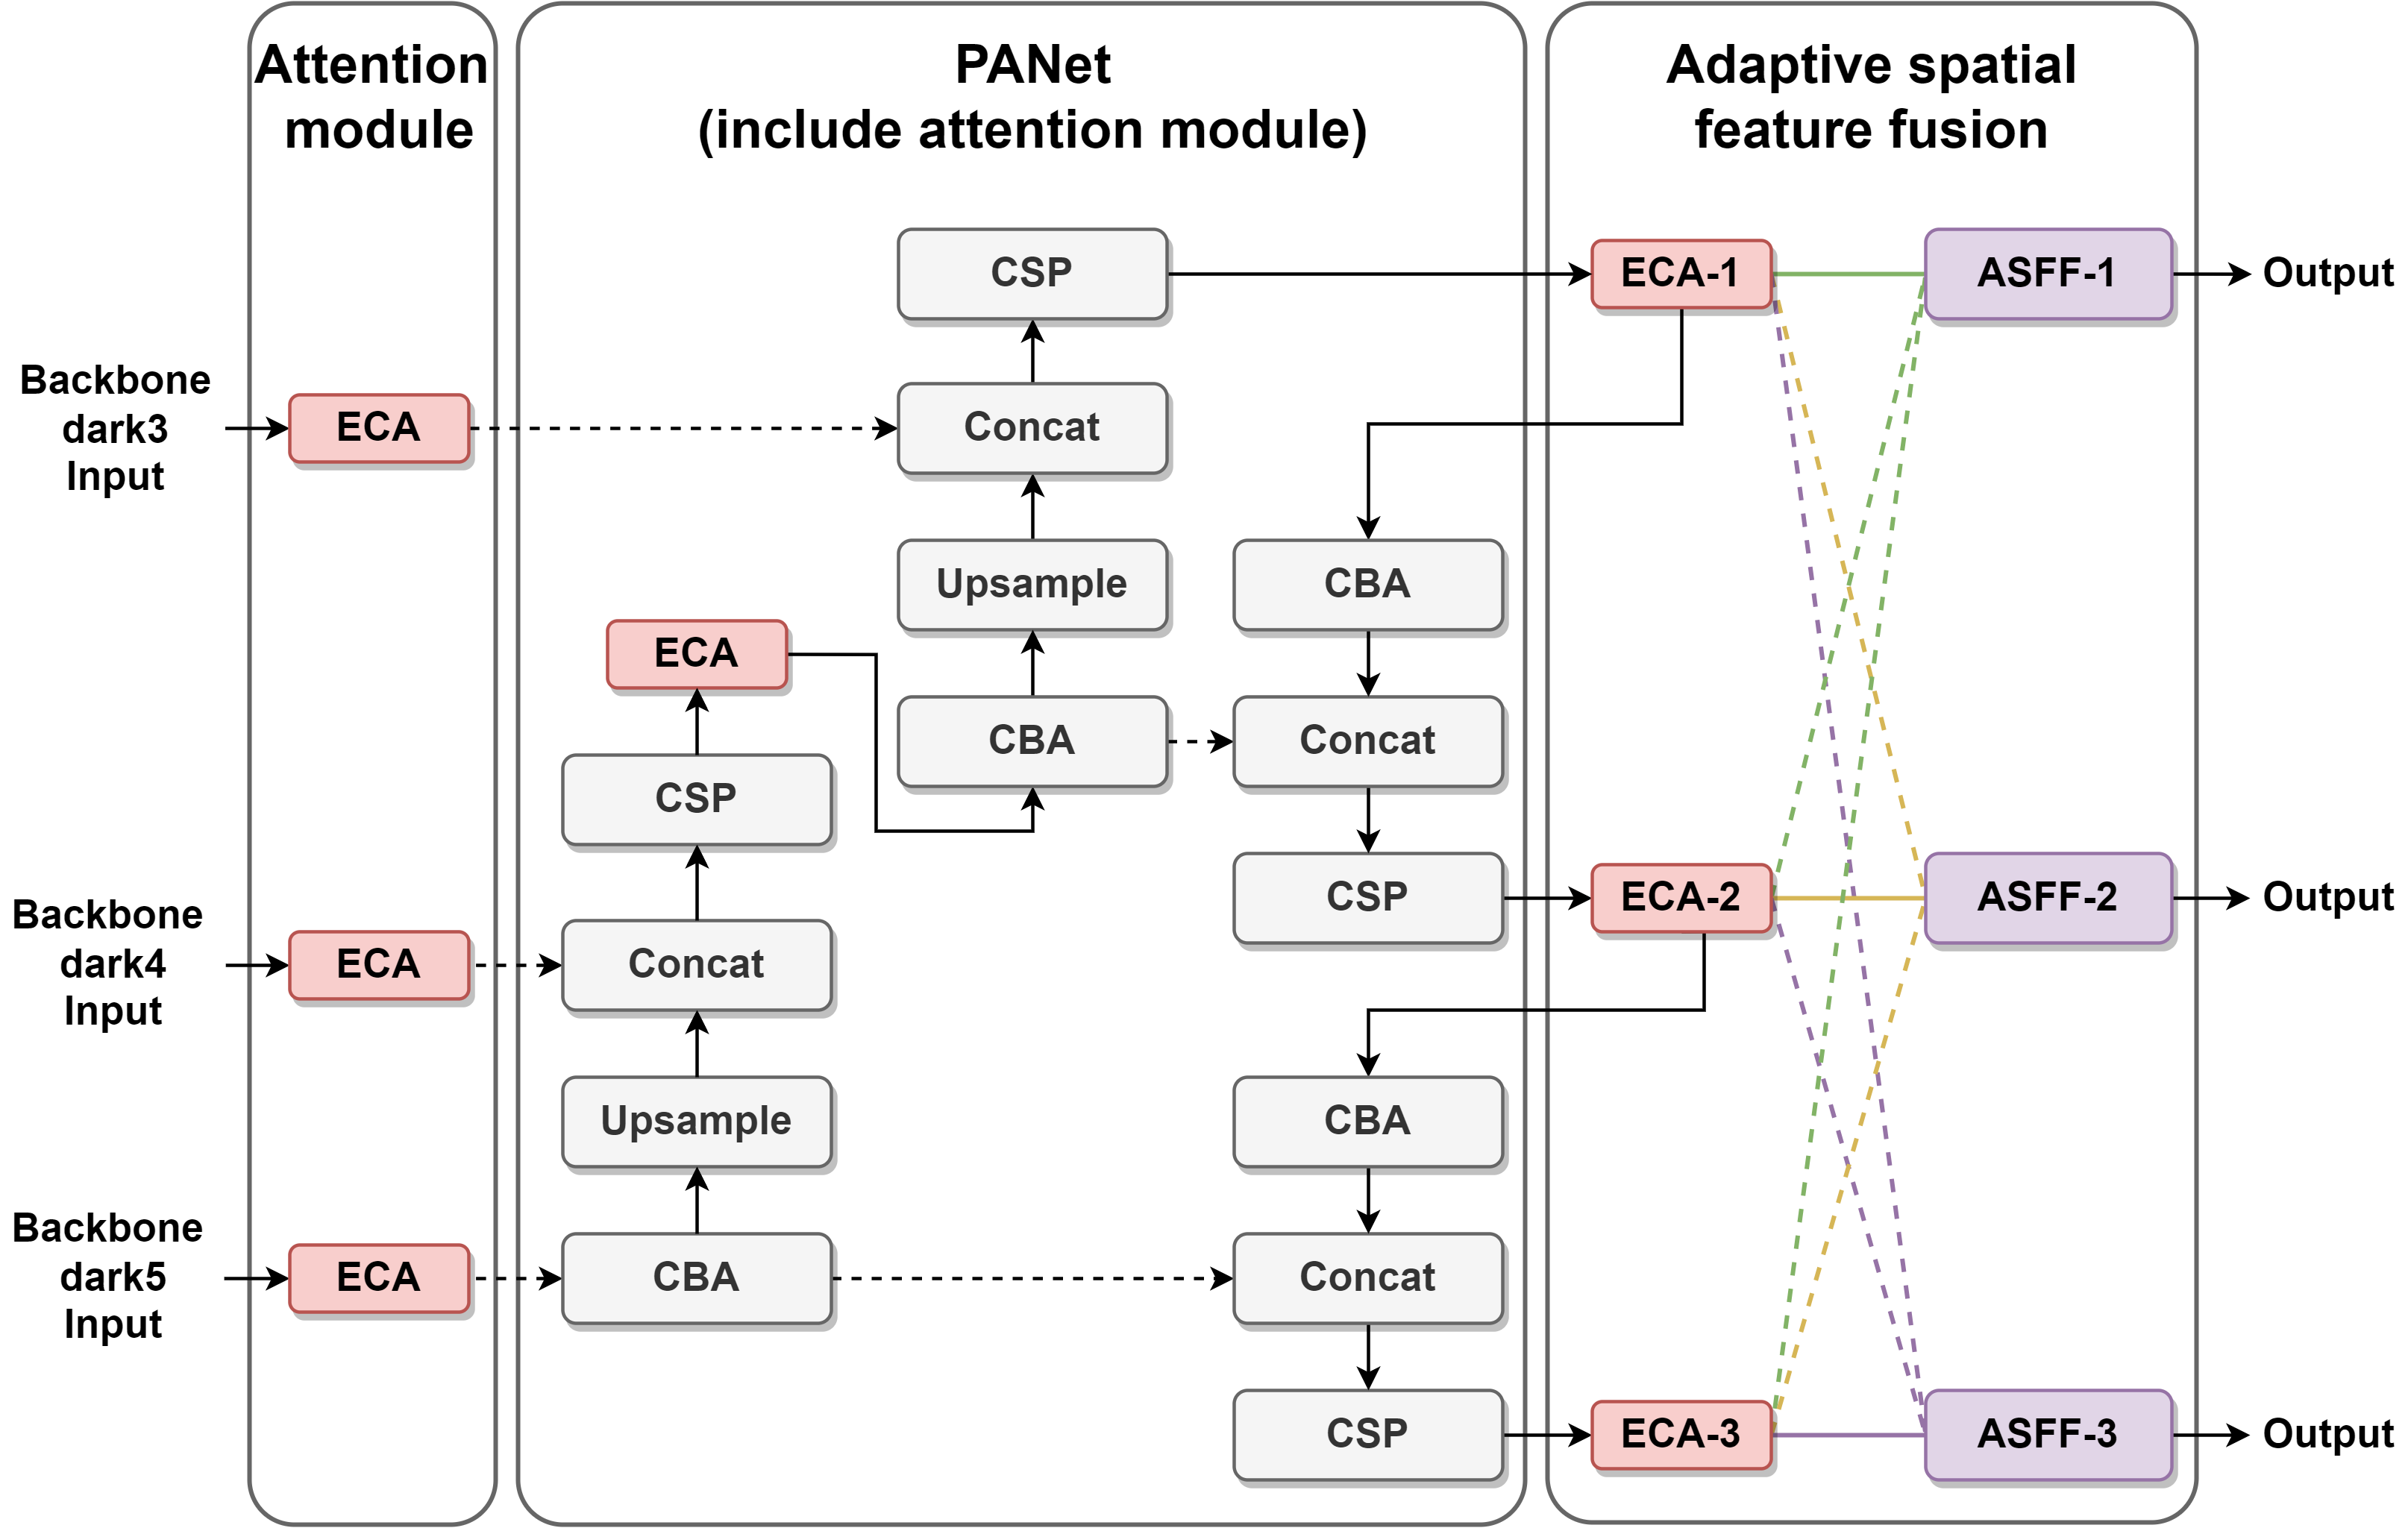 Attention
module
PANet
(include attention module)
Adaptive spatial
feature fusion
Backbone
dark3
Input
ECA
Backbone
dark4
Input
ECA
Backbone
dark5
Input
ECA
ECA
CSP
Concat
Upsample
CBA
CSP
Concat
Upsample
CBA
CBA
Concat
CSP
CBA
Concat
CSP
ECA-1
ASFF-1
Output
ECA-2
ASFF-2
Output
ECA-3
ASFF-3
Output